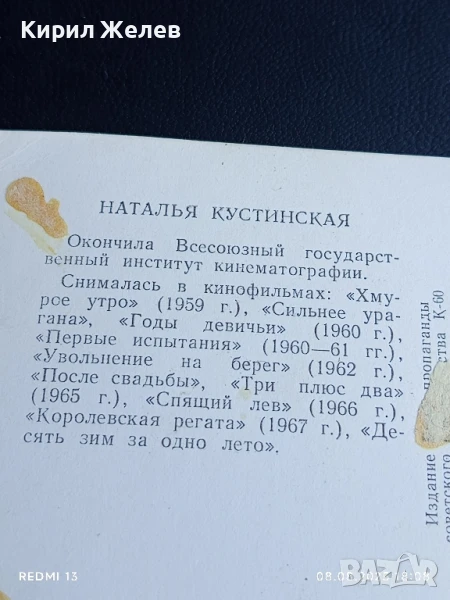 Кирил Желев
НАТАЛЬЯ КУСТИНСКАЯ
Окончила Всесоюзный государст-
венный институт кинематографии.
Снималась в кинофильмах: «Хму-
рое утро» (1959 г.), «Сильнее ура-
гана», «Годы девичьи» (1960 г.),
«Первые испытания» (1960—61 гг.),
«Увольнение на берег» (1962 г.),
«После свадьбы», «Три плюс два»
(1965 г.), «Спящий лев» (1966 г.),
«Королевская регата» (1967 г.), «Де-
сять зим за одно лето».
Издание пропаганды
советского К-60
REDMI 13
BAZAR